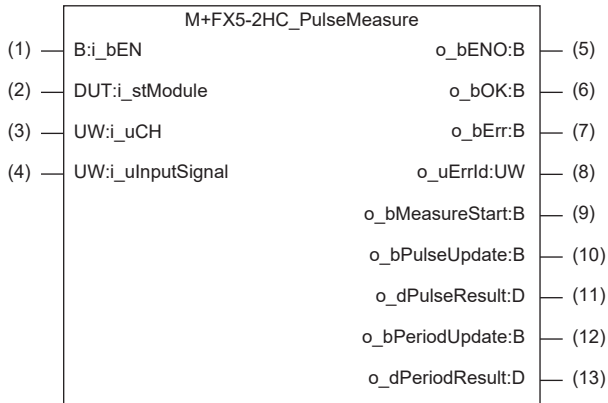 M+FX5-2HC_PulseMeasure
(1) B:i_bEN o_bENO:B (5)
(2) DUT:i_stModule o_bOK:B (6)
(3) UW:i_uCH o_bErr:B (7)
(4) UW:i_uInputSignal o_uErrId:UW (8)
o_bMeasureStart:B (9)
o_bPulseUpdate:B (10)
o_dPulseResult:D (11)
o_bPeriodUpdate:B (12)
o_dPeriodResult:D (13)